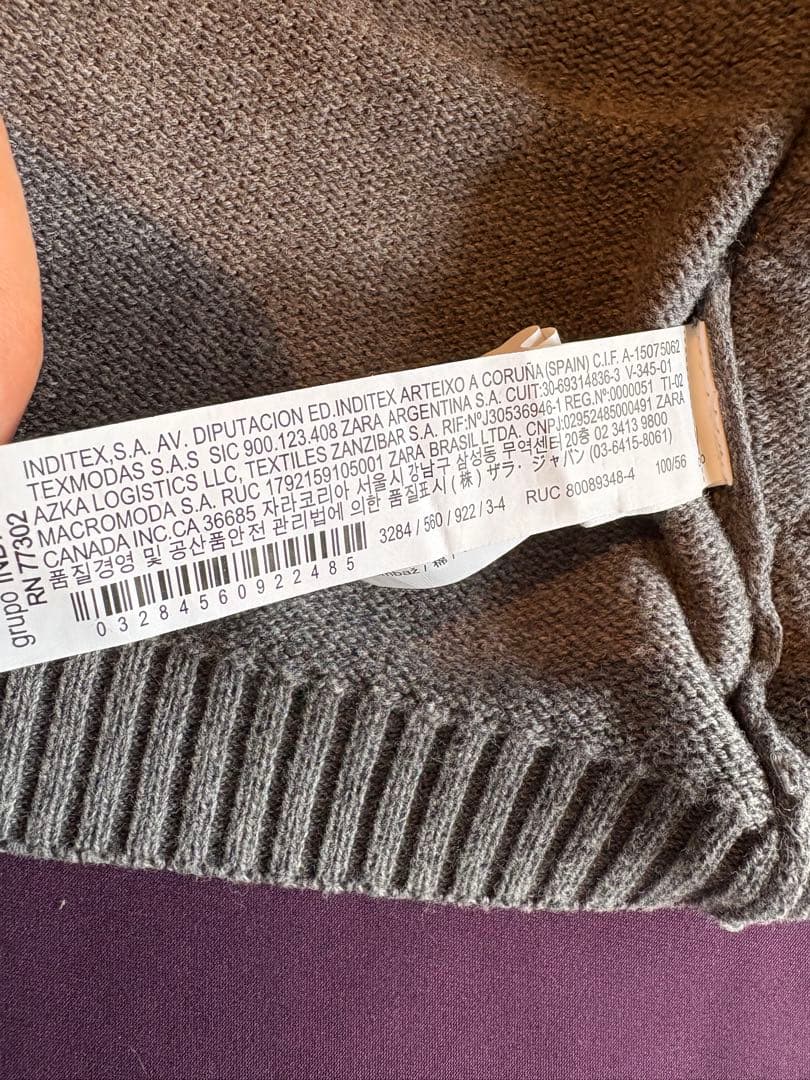 INDITEX,S.A. AV. DIPUTACION ED.INDITEX ARTEIXO A CORUÑA(SPAIN) C.I.F. A-15075062
TEXMODAS S.A.S SIC 900.123.408 ZARA ARGENTINA S.A. CUIT:30-69314836-3 V-345-01
AZKA LOGISTICS LLC, TEXTILES ZANZIBAR S.A. RIF:NºJ30536946-1 REG.Nº:0000051 TI-02
MACROMODA S.A. RUC 1792159105001 ZARA BRASIL LTDA. CNPJ:02952485000491 ZARA
CANADA INC.CA 36685 자라코리아 서울시 강남구 삼성동 무역센터 20층 02 3413 9800
품질경영 및 공산품안전 관리법에 의한 품질표시 (株) ザラ・ジャパン (03-6415-8061)
3284 / 560 / 922 / 3-4 RUC 80089348-4 100/56
03284560922485
grupo
RN 77302